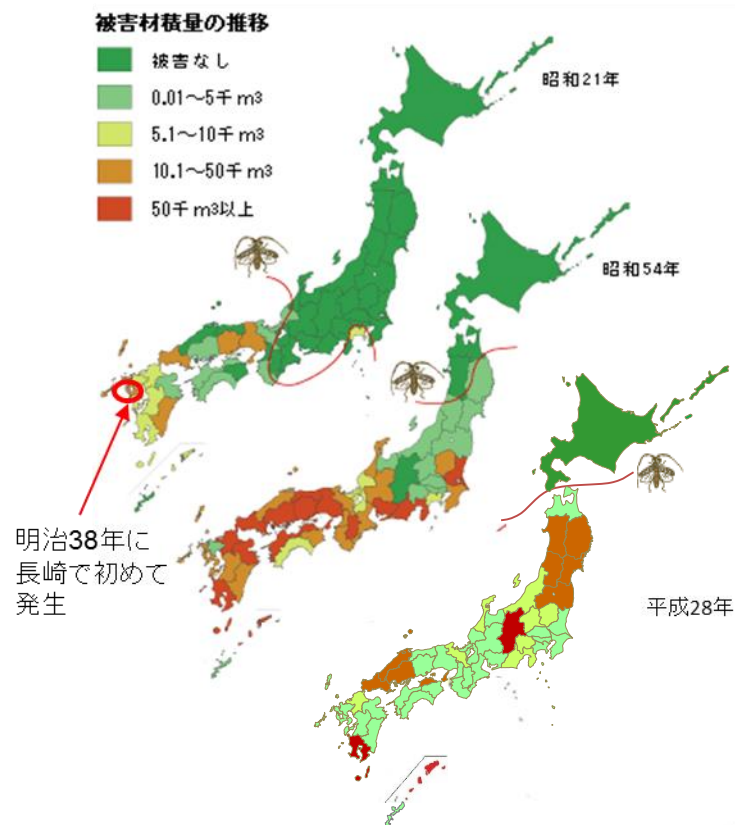 被害材積量の推移
被害なし
0.01～5千m3
5.1～10千m3
10.1～50千m3
50千m3以上
昭和21年
昭和54年
平成28年
明治38年に
長崎で初めて
発生